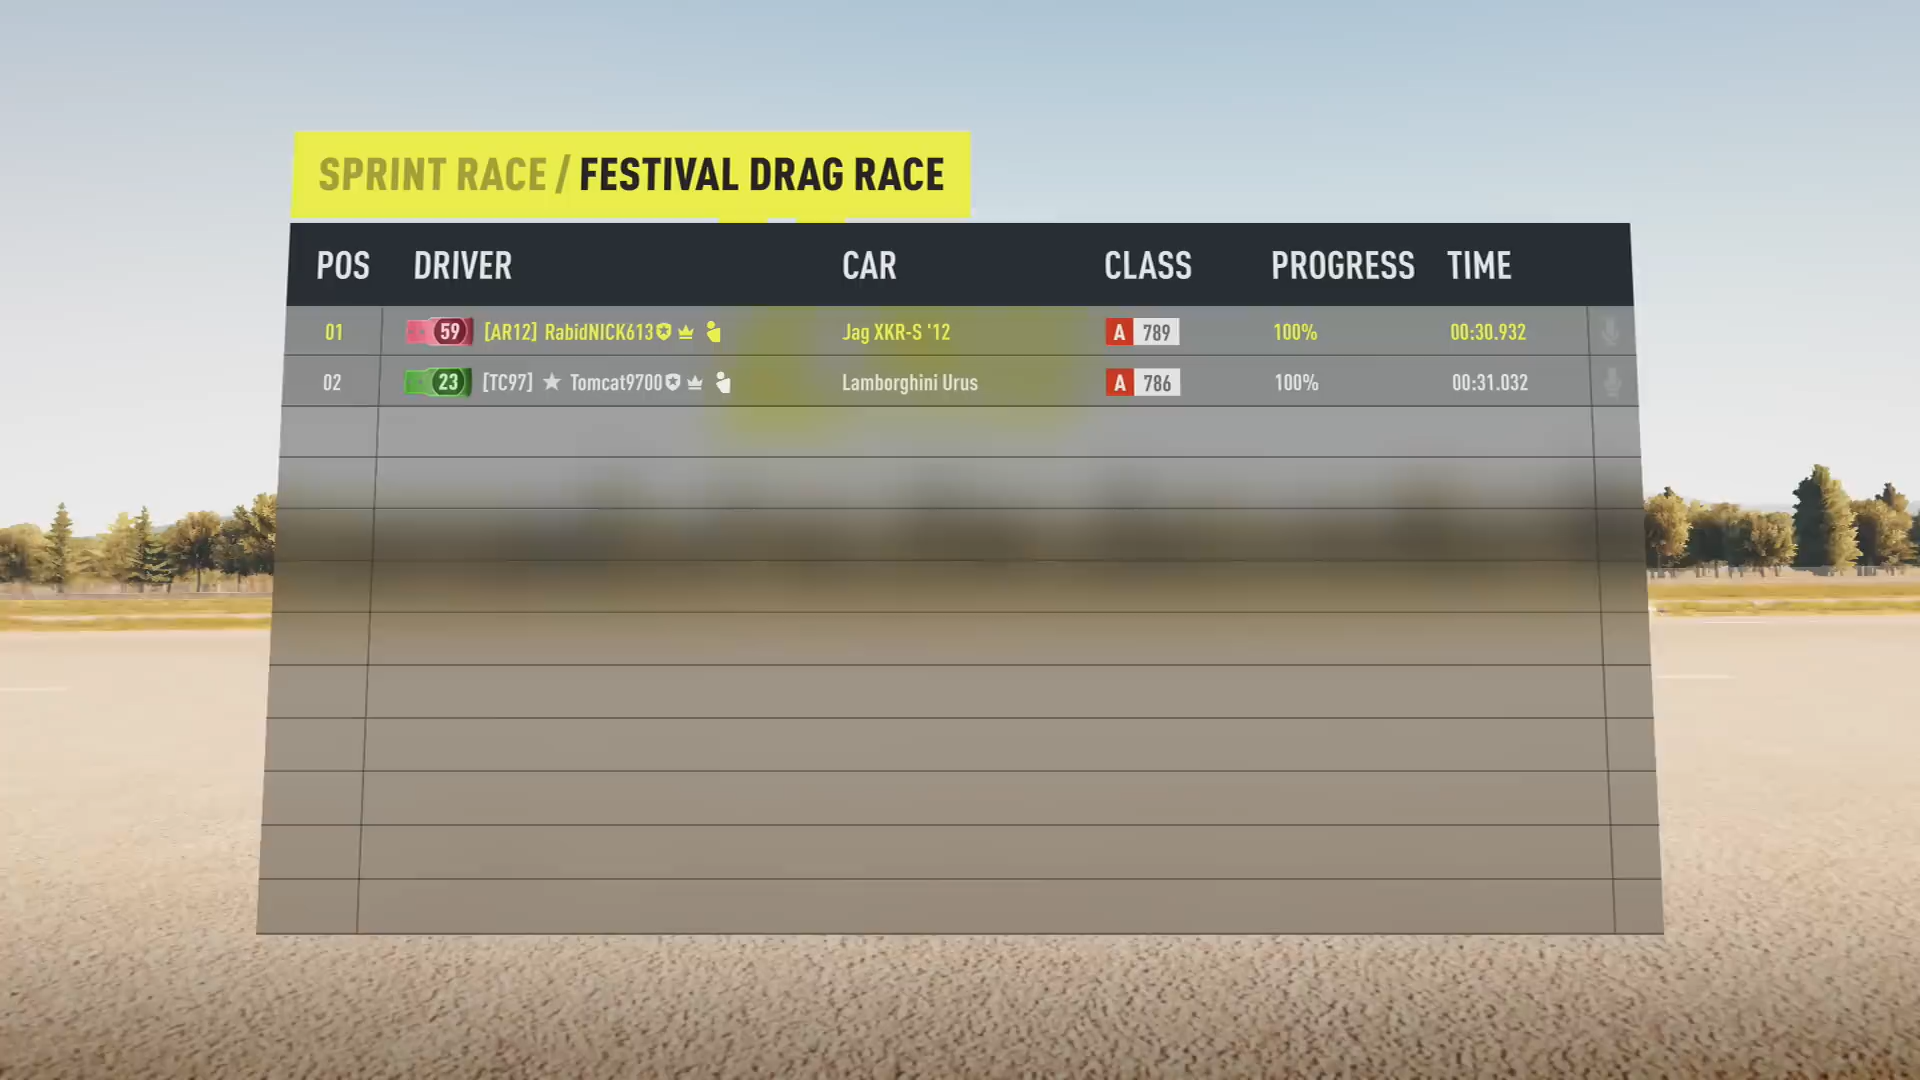 SPRINT RACE / FESTIVAL DRAG RACE
POS DRIVER CAR CLASS PROGRESS TIME
01 59 [AR12] RabidNICK613 Jag XKR-S '12 A 789 100% 00:30.932
02 23 [TC97] ★ Tomcat9700 Lamborghini Urus A 786 100% 00:31.032